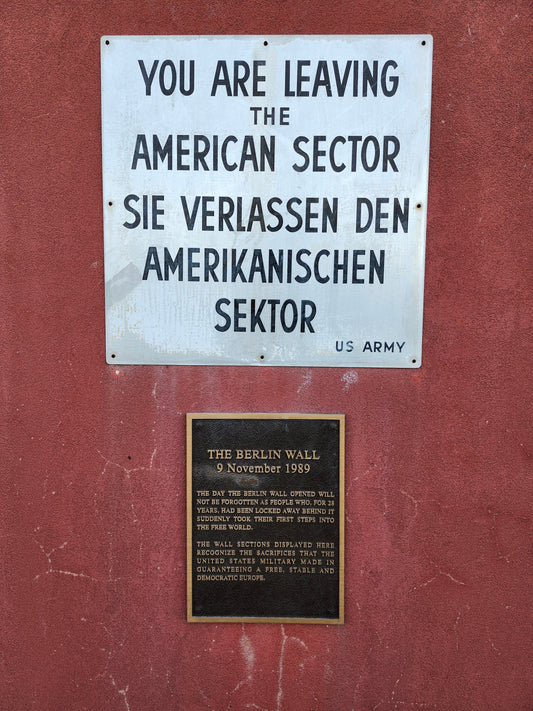 YOU ARE LEAVING
THE
AMERICAN SECTOR
SIE VERLASSEN DEN
AMERIKANISCHEN
SEKTOR
US ARMY
THE BERLIN WALL
9 November 1989
THE DAY THE BERLIN WALL OPENED WILL
NOT BE FORGOTTEN AS PEOPLE WHO, FOR 28
YEARS, HAD BEEN LOCKED AWAY BEHIND IT
SUDDENLY TOOK THEIR FIRST STEPS INTO
THE FREE WORLD.
THE WALL SECTIONS DISPLAYED HERE
RECOGNIZE THE SACRIFICES THAT THE
UNITED STATES MILITARY MADE IN
GUARANTEEING A FREE, STABLE AND
DEMOCRATIC EUROPE.